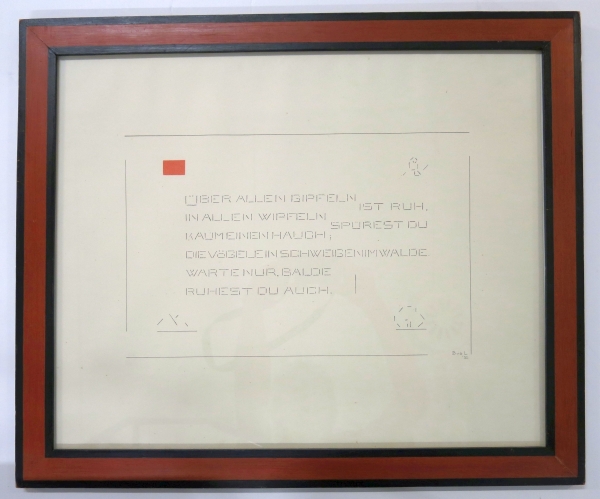 ÜBER ALLEN GIPFELN IST RUH,
IN ALLEN WIPFELN SPÜREST DU
KAUM EINEN HAUCH;
DIE VÖGELEIN SCHWEIGEN IM WALDE
WARTE NUR, BALDE
RUHEST DU AUCH.